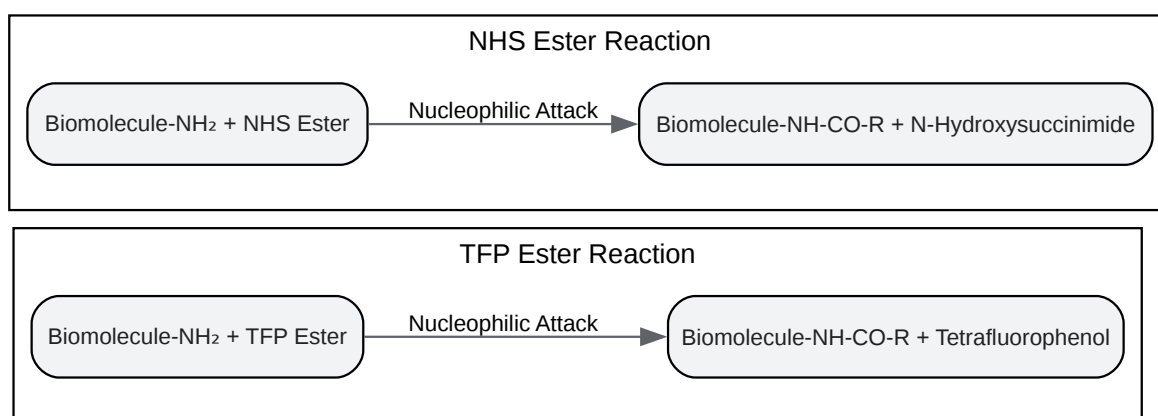 NHS Ester Reaction
Biomolecule-NH₂ + NHS Ester
Nucleophilic Attack
Biomolecule-NH-CO-R + N-Hydroxysuccinimide
TFP Ester Reaction
Biomolecule-NH₂ + TFP Ester
Nucleophilic Attack
Biomolecule-NH-CO-R + Tetrafluorophenol